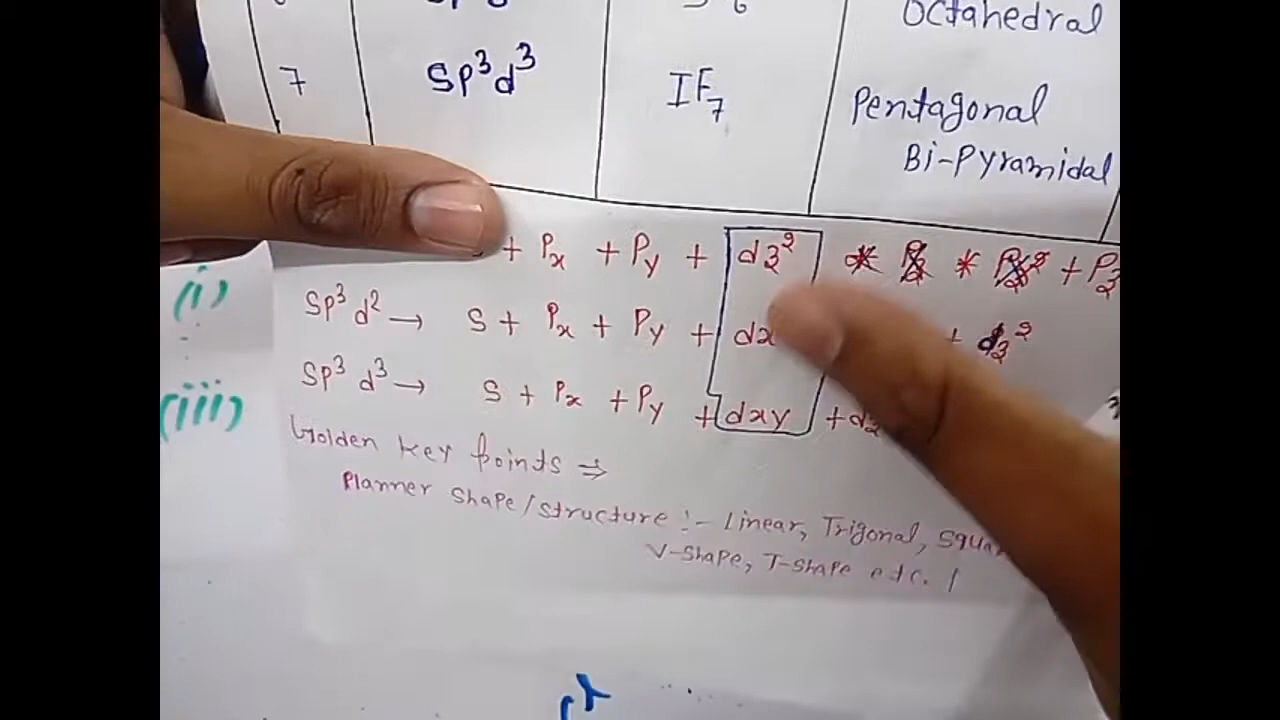 Octahedral
7 Sp³d³ IF₇ Pentagonal
Bi-Pyramidal
+ Px + Py + dz² + Pz
(i)
Sp³d² → S + Px + Py + + dz²
Sp³d³ → S + Px + Py + dxy
(iii)
Golden Key points ⇒
Planner Shape/Structure :- Linear, Trigonal,
V-Shape, T-Shape etc.